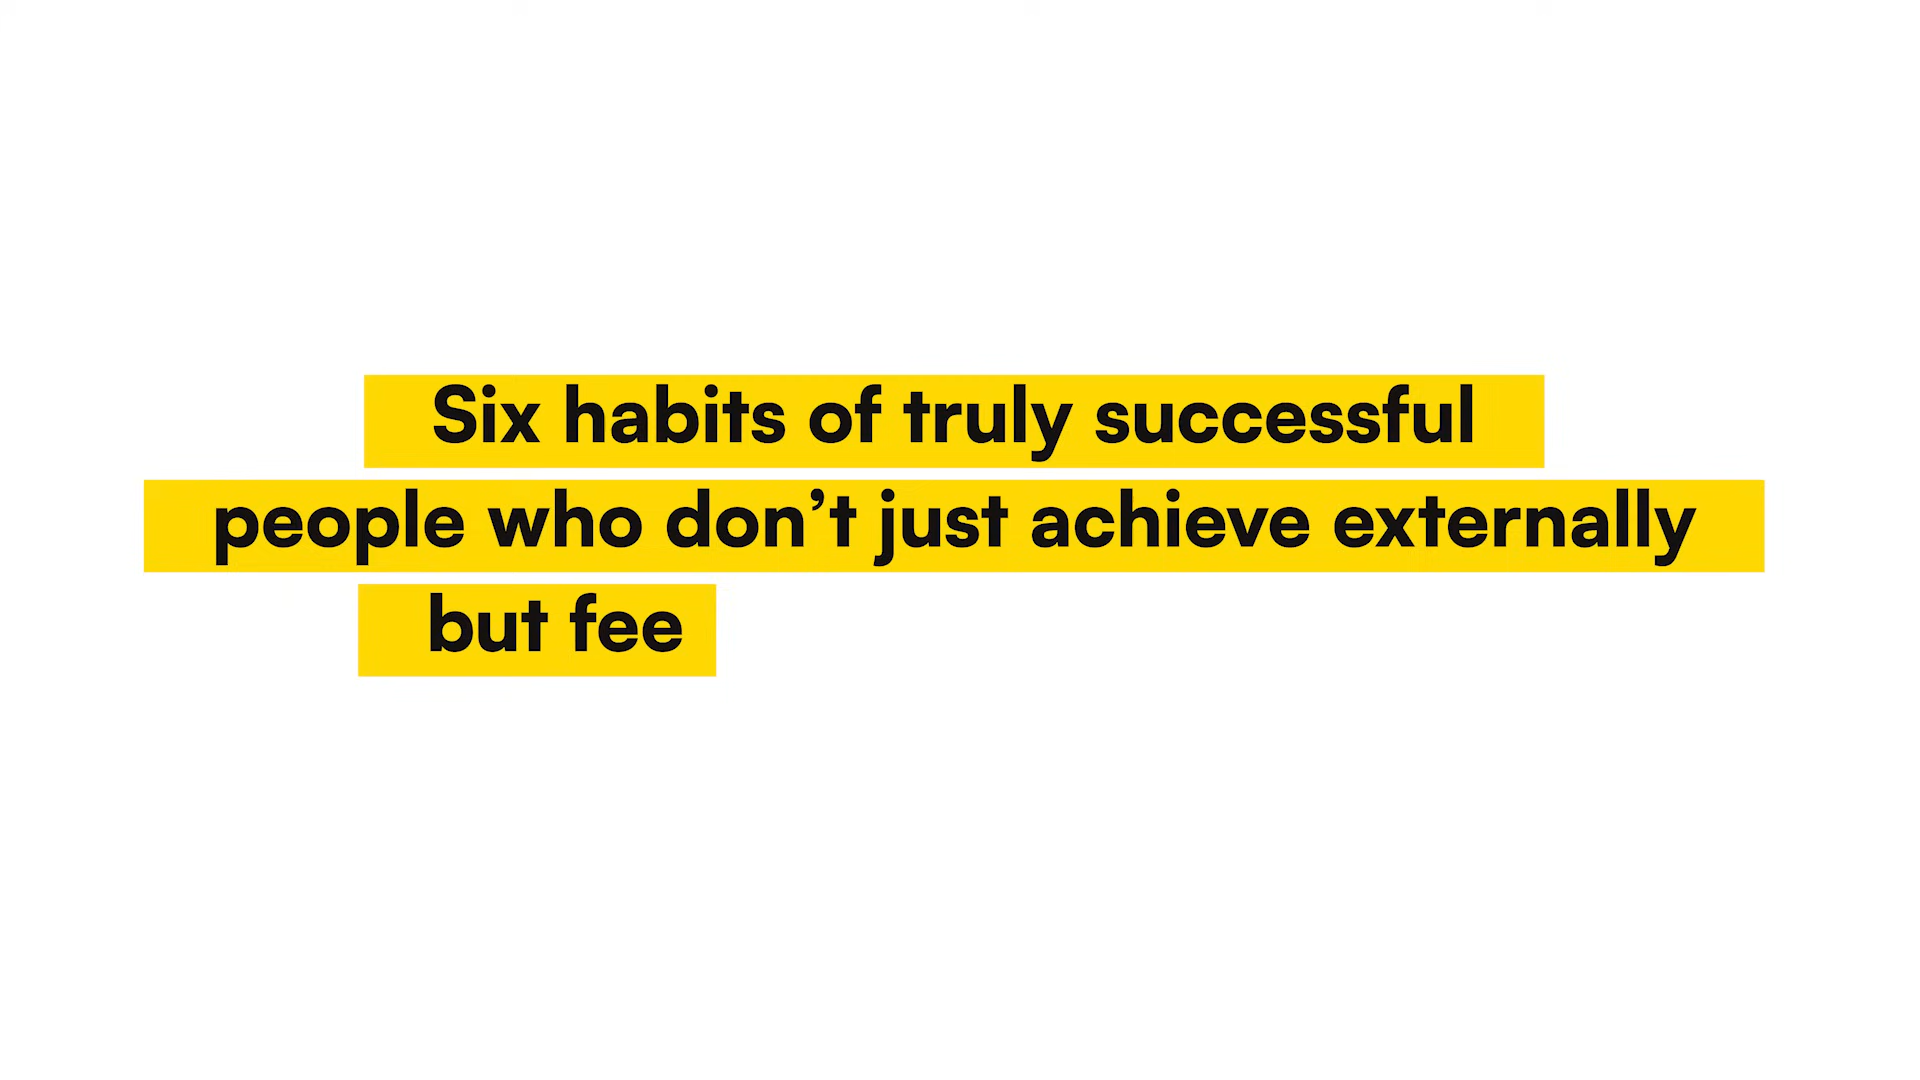 Six habits of truly successful
people who don’t just achieve externally
but fee